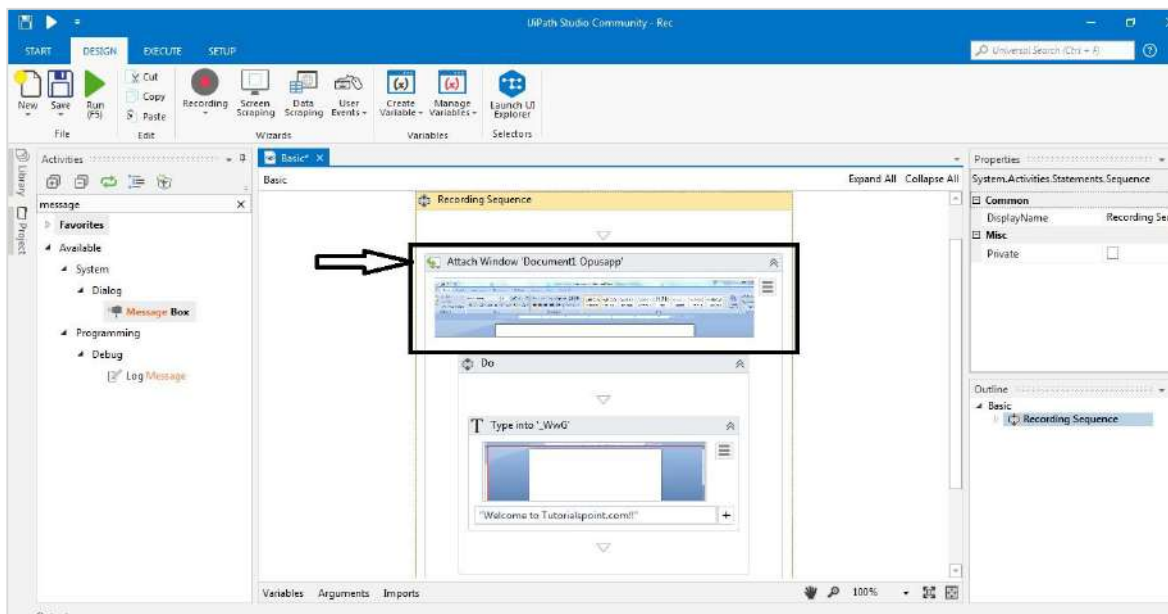 UiPath Studio Community - Rec
START DESIGN EXECUTE SETUP
Universal Search (Ctrl + F)
New Save Run (F5) Cut Copy Paste Recording Screen Scraping Data Scraping User Events Create Variable Manage Variables Launch UI Explorer
File Edit Wizards Variables Selectors
Library
Project
Activities
message
Favorites
Available
System
Dialog
Message Box
Programming
Debug
Log Message
Basic*
Basic Expand All Collapse All
Recording Sequence
Attach Window 'Document1 Opusapp'
Do
Type into '_WwG'
"Welcome to Tutorialspoint.com!!"
Variables Arguments Imports 100%
Properties
System.Activities.Statements.Sequence
Common
DisplayName Recording Se
Misc
Private
Outline
Basic
Recording Sequence